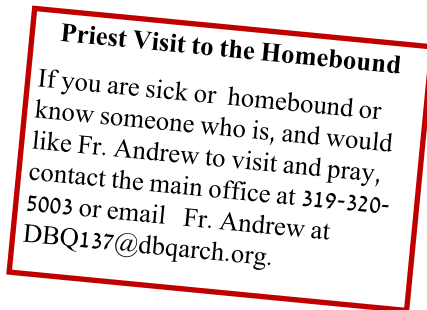 Priest Visit to the Homebound
If you are sick or homebound or
know someone who is, and would
like Fr. Andrew to visit and pray,
contact the main office at 319-320-
5003 or email Fr. Andrew at
DBQ137@dbqarch.org.